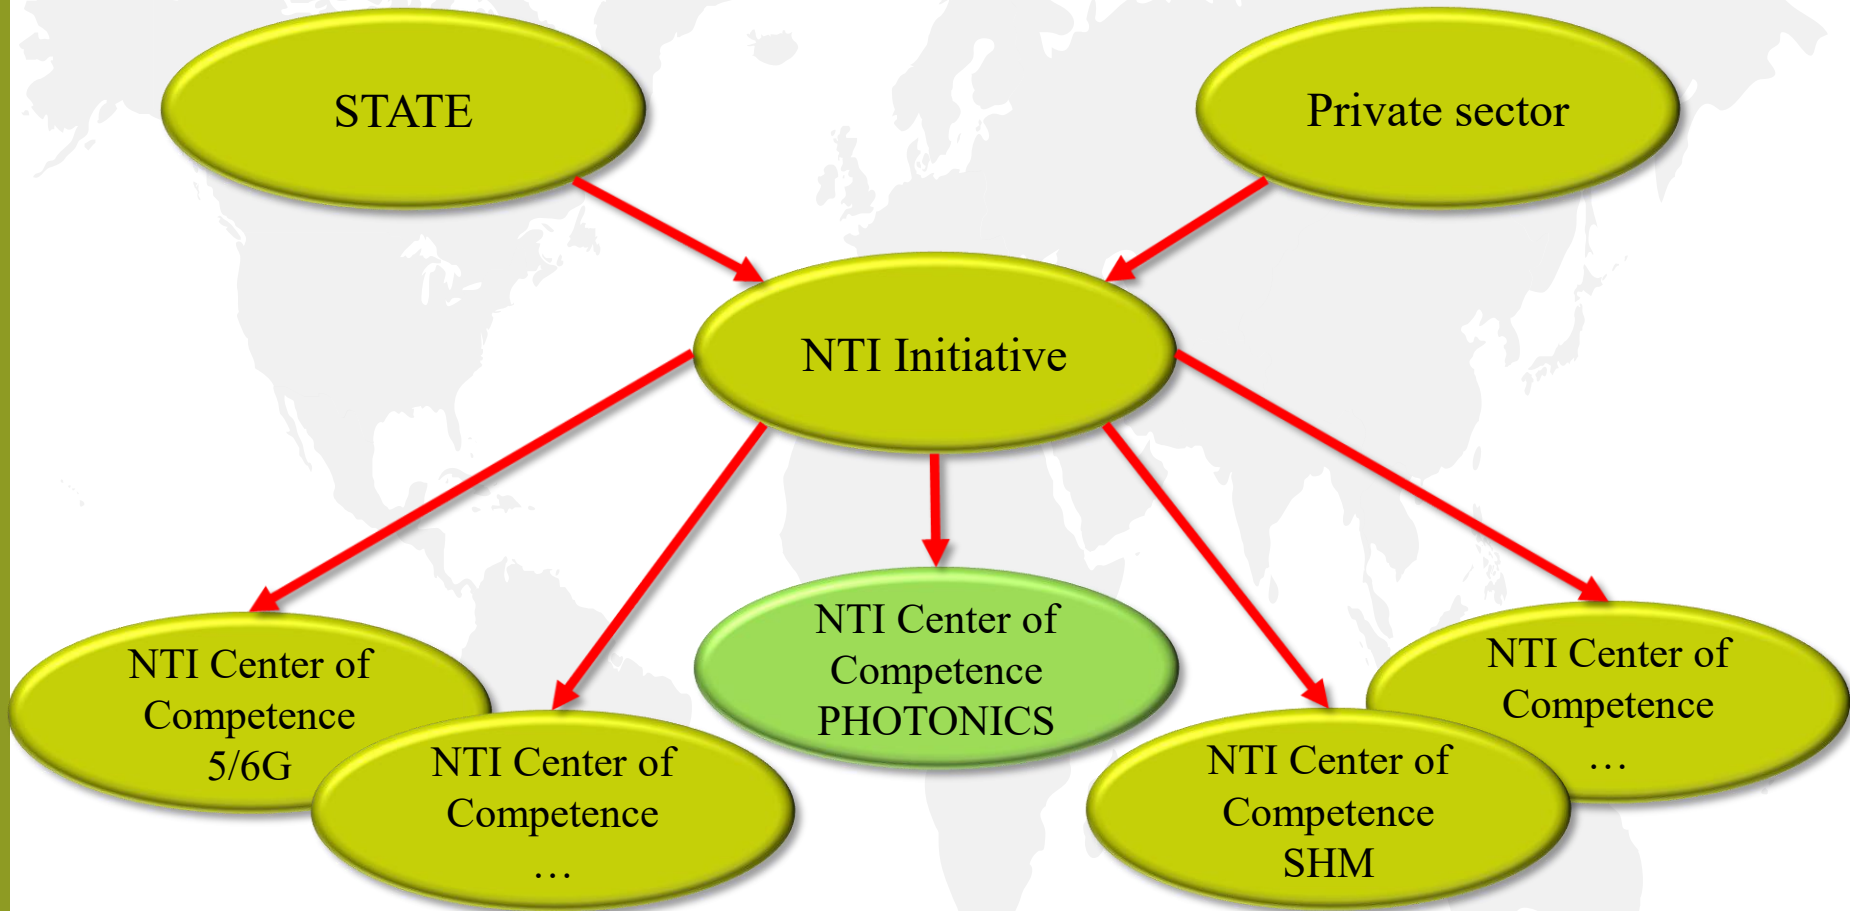 STATE
Private sector
NTI Initiative
NTI Center of
Competence
5/6G
NTI Center of
Competence
…
NTI Center of
Competence
PHOTONICS
NTI Center of
Competence
SHM
NTI Center of
Competence
…